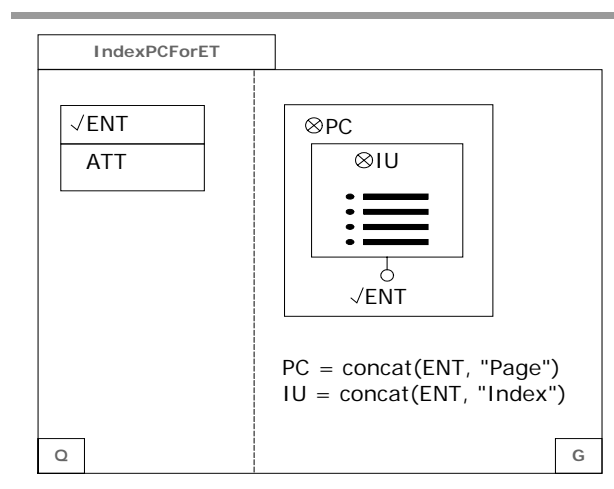 IndexPCForET
√ENT
ATT
⊗PC
⊗IU
√ENT
PC = concat(ENT, "Page")
IU = concat(ENT, "Index")
Q
G